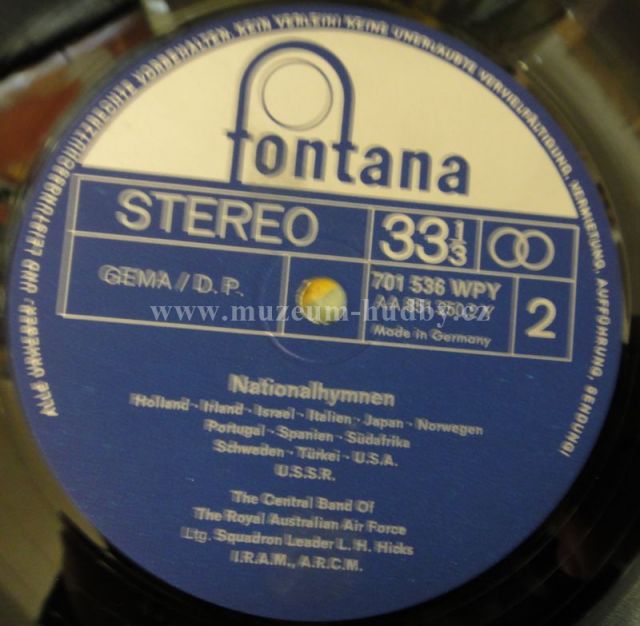 ALLE URHEBER- UND LEISTUNGSSCHUTZRECHTE VORBEHALTEN. KEIN VERLEIH! KEINE UNERLAUBTE VERVIELFÄLTIGUNG, VERMIETUNG, AUFFÜHRUNG, SENDUNG!
fontana
STEREO
33 1/3
GEMA / D.P.
701 536 WPY
Made in Germany
2
www.muzeum-hudby.cz
Nationalhymnen
Holland · Irland · Israel · Italien · Japan · Norwegen
Portugal · Spanien · Südafrika
Schweden · Türkei · U.S.A.
U.S.S.R.
The Central Band Of
The Royal Australian Air Force
Ltg. Squadron Leader L. H. Hicks
I.R.A.M., A.R.C.M.